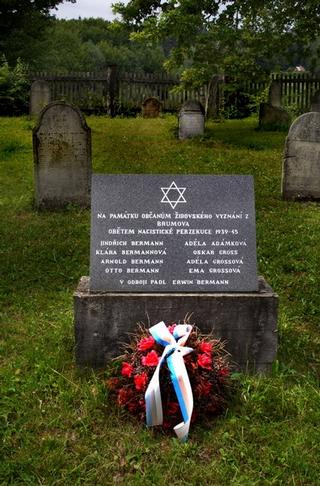 NA PAMÁTKU OBČANŮM ŽIDOVSKÉHO VYZNÁNÍ Z
BRUMOVA
OBĚTEM NACISTICKÉ PERZEKUCE 1939-45
JINDŘICH BERMANN ADÉLA ADÁMKOVÁ
KLÁRA BERMANNOVÁ OSKAR GROSS
ARNOLD BERMANN ADÉLA GROSSOVÁ
OTTO BERMANN EMA GROSSOVÁ
V ODBOJI PADL ERWIN BERMANN